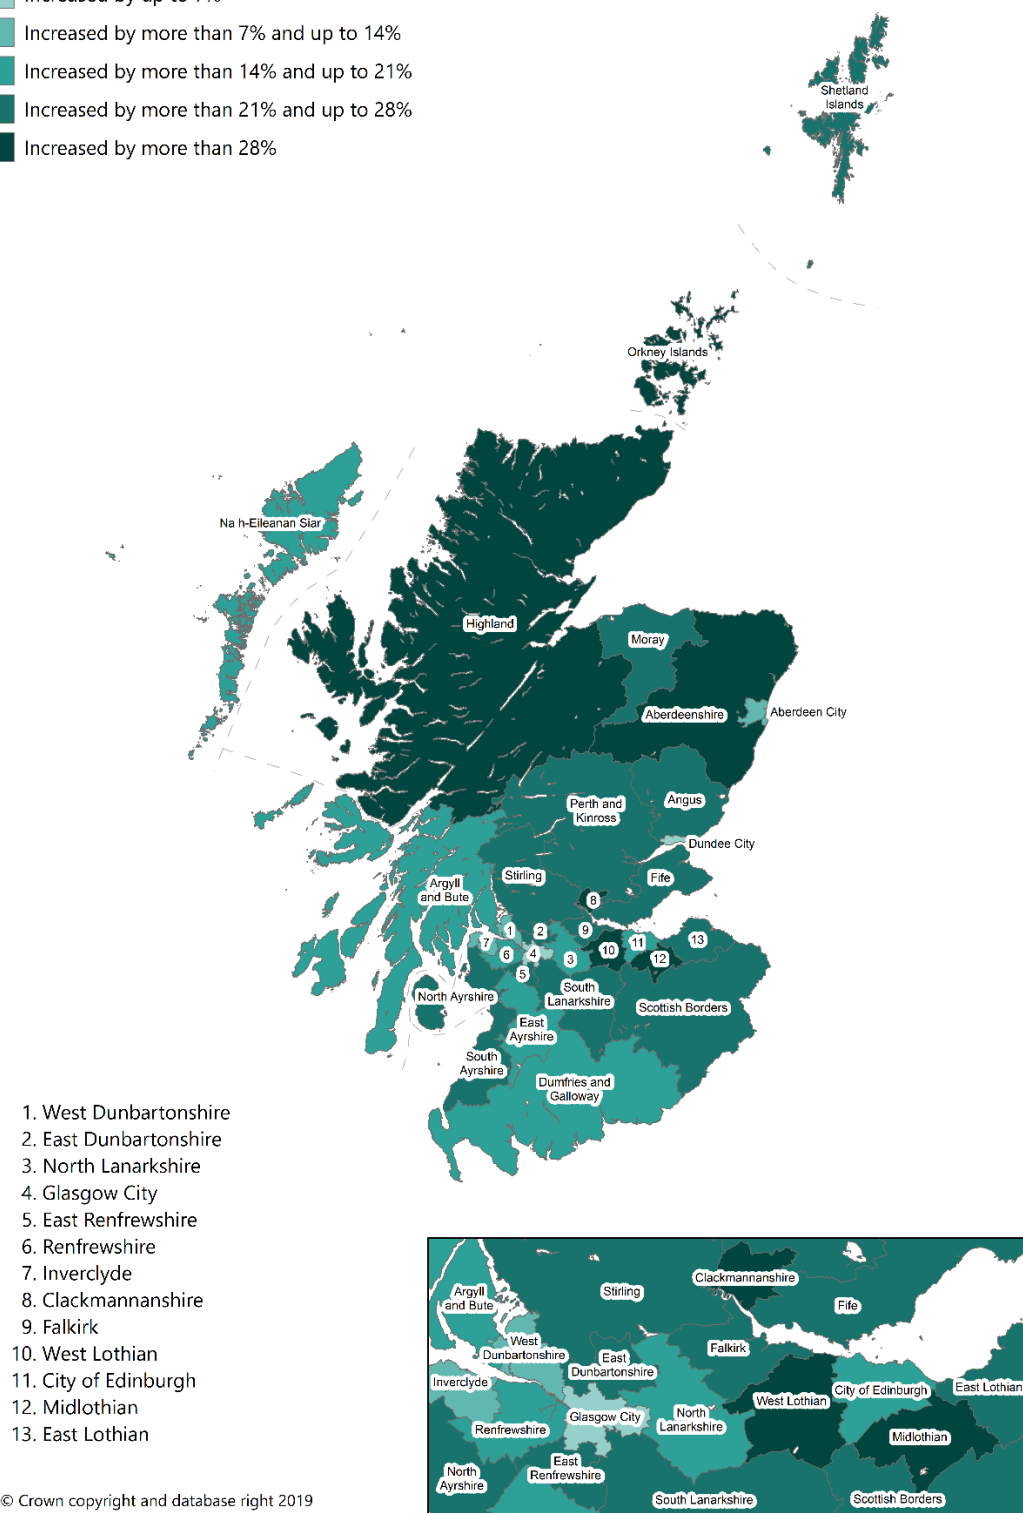 Increased by up to 7%
Increased by more than 7% and up to 14%
Increased by more than 14% and up to 21%
Increased by more than 21% and up to 28%
Increased by more than 28%
Shetland
Islands
Orkney Islands
Na h-Eileanan Siar
Highland
Moray
Aberdeenshire
Aberdeen City
Perth and
Kinross
Angus
Dundee City
Stirling
Fife
Argyll
and Bute
8
1
2
9
7
6
4
3
10
11
12
13
5
North Ayrshire
South
Lanarkshire
Scottish Borders
East
Ayrshire
South
Ayrshire
Dumfries and
Galloway
1. West Dunbartonshire
2. East Dunbartonshire
3. North Lanarkshire
4. Glasgow City
5. East Renfrewshire
6. Renfrewshire
7. Inverclyde
8. Clackmannanshire
9. Falkirk
10. West Lothian
11. City of Edinburgh
12. Midlothian
13. East Lothian
Clackmannanshire
Argyll
and Bute
Stirling
Fife
West
Dunbartonshire
East
Dunbartonshire
Falkirk
Inverclyde
West Lothian
City of Edinburgh
East Lothian
Glasgow City
North
Lanarkshire
Renfrewshire
Midlothian
North
Ayrshire
East
Renfrewshire
South Lanarkshire
Scottish Borders
© Crown copyright and database right 2019